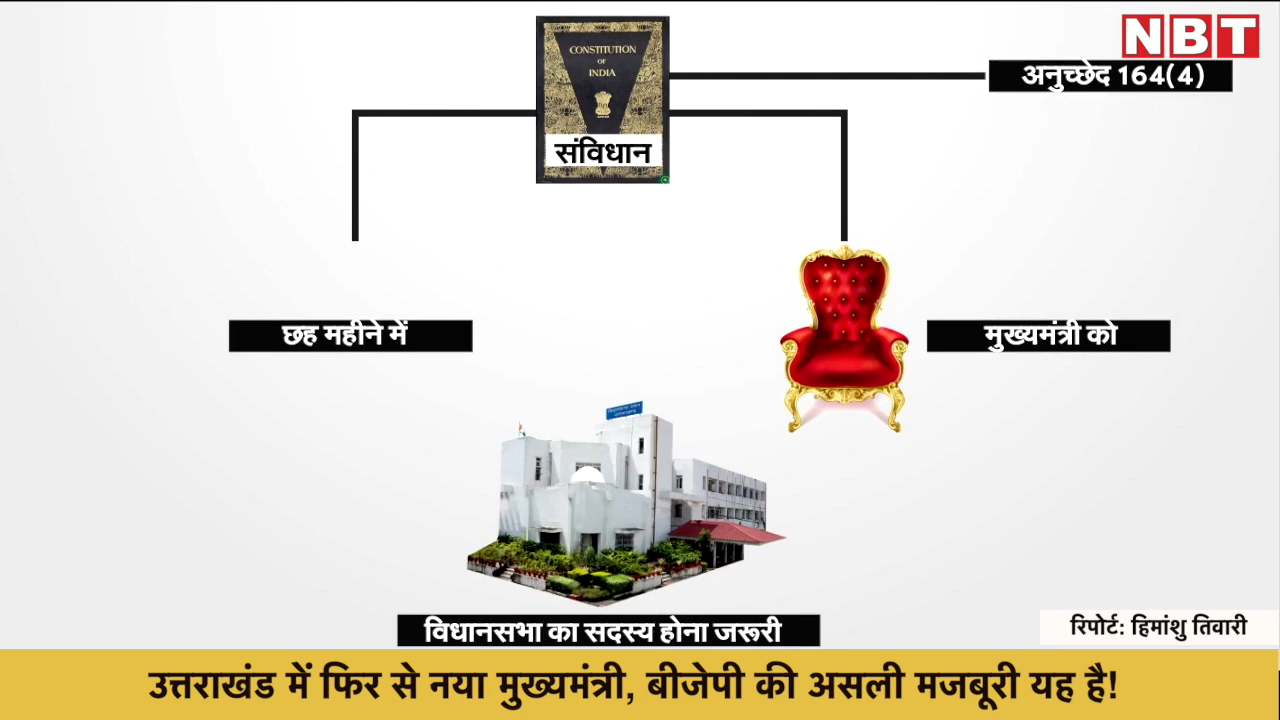 NBT
अनुच्छेद 164(4)
CONSTITUTION
OF
INDIA
संविधान
छह महीने में
मुख्यमंत्री को
विधानसभा का सदस्य होना जरूरी
रिपोर्ट: हिमांशु तिवारी
उत्तराखंड में फिर से नया मुख्यमंत्री, बीजेपी की असली मजबूरी यह है!